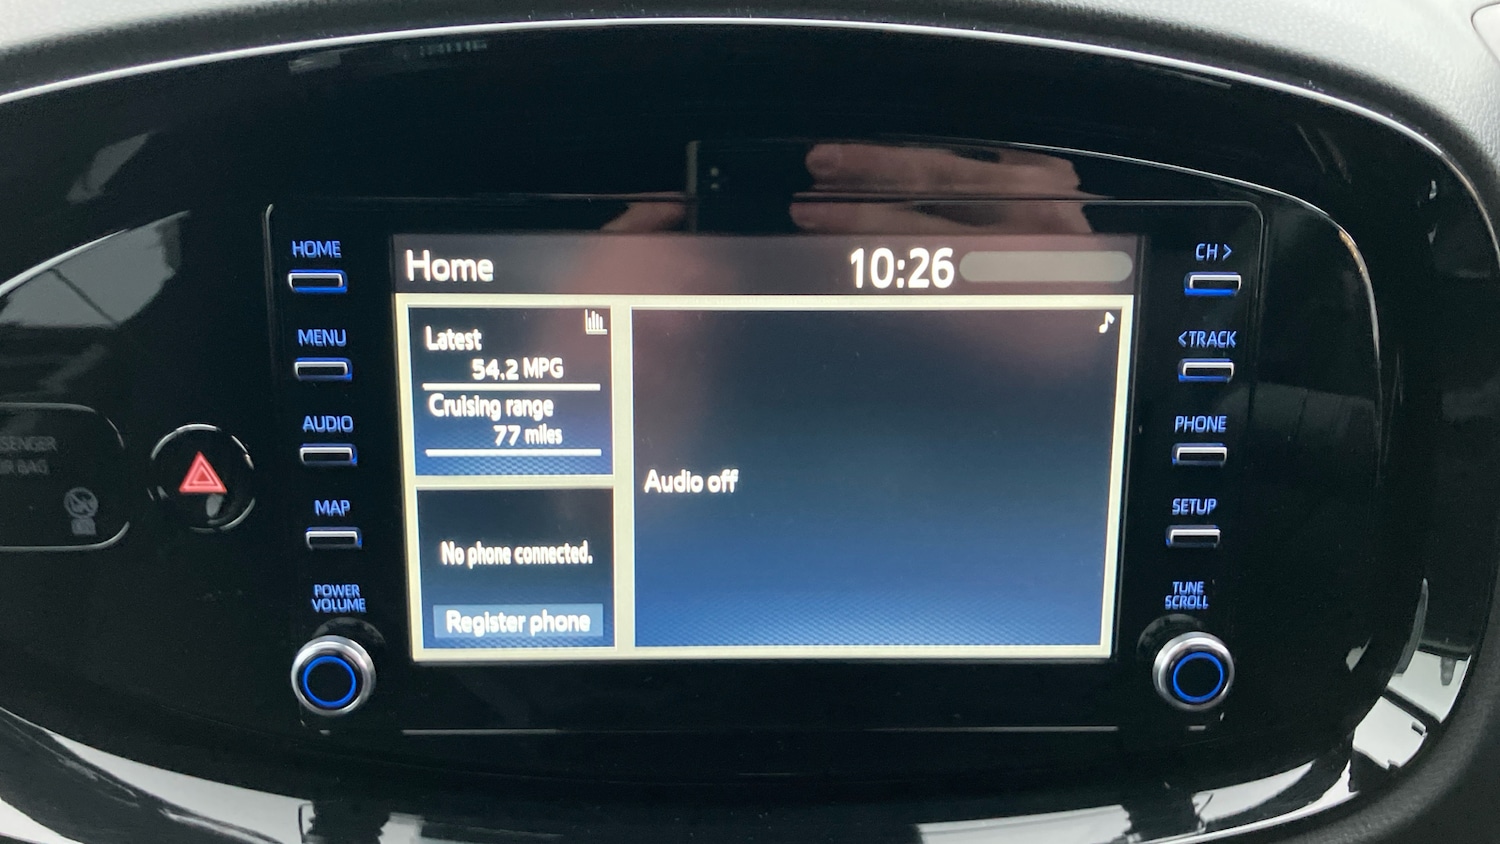 HOME
MENU
AUDIO
MAP
POWER
VOLUME
Home
10:26
Latest
54.2 MPG
Cruising range
77 miles
No phone connected.
Register phone
Audio off
CH >
<TRACK
PHONE
SETUP
TUNE
SCROLL